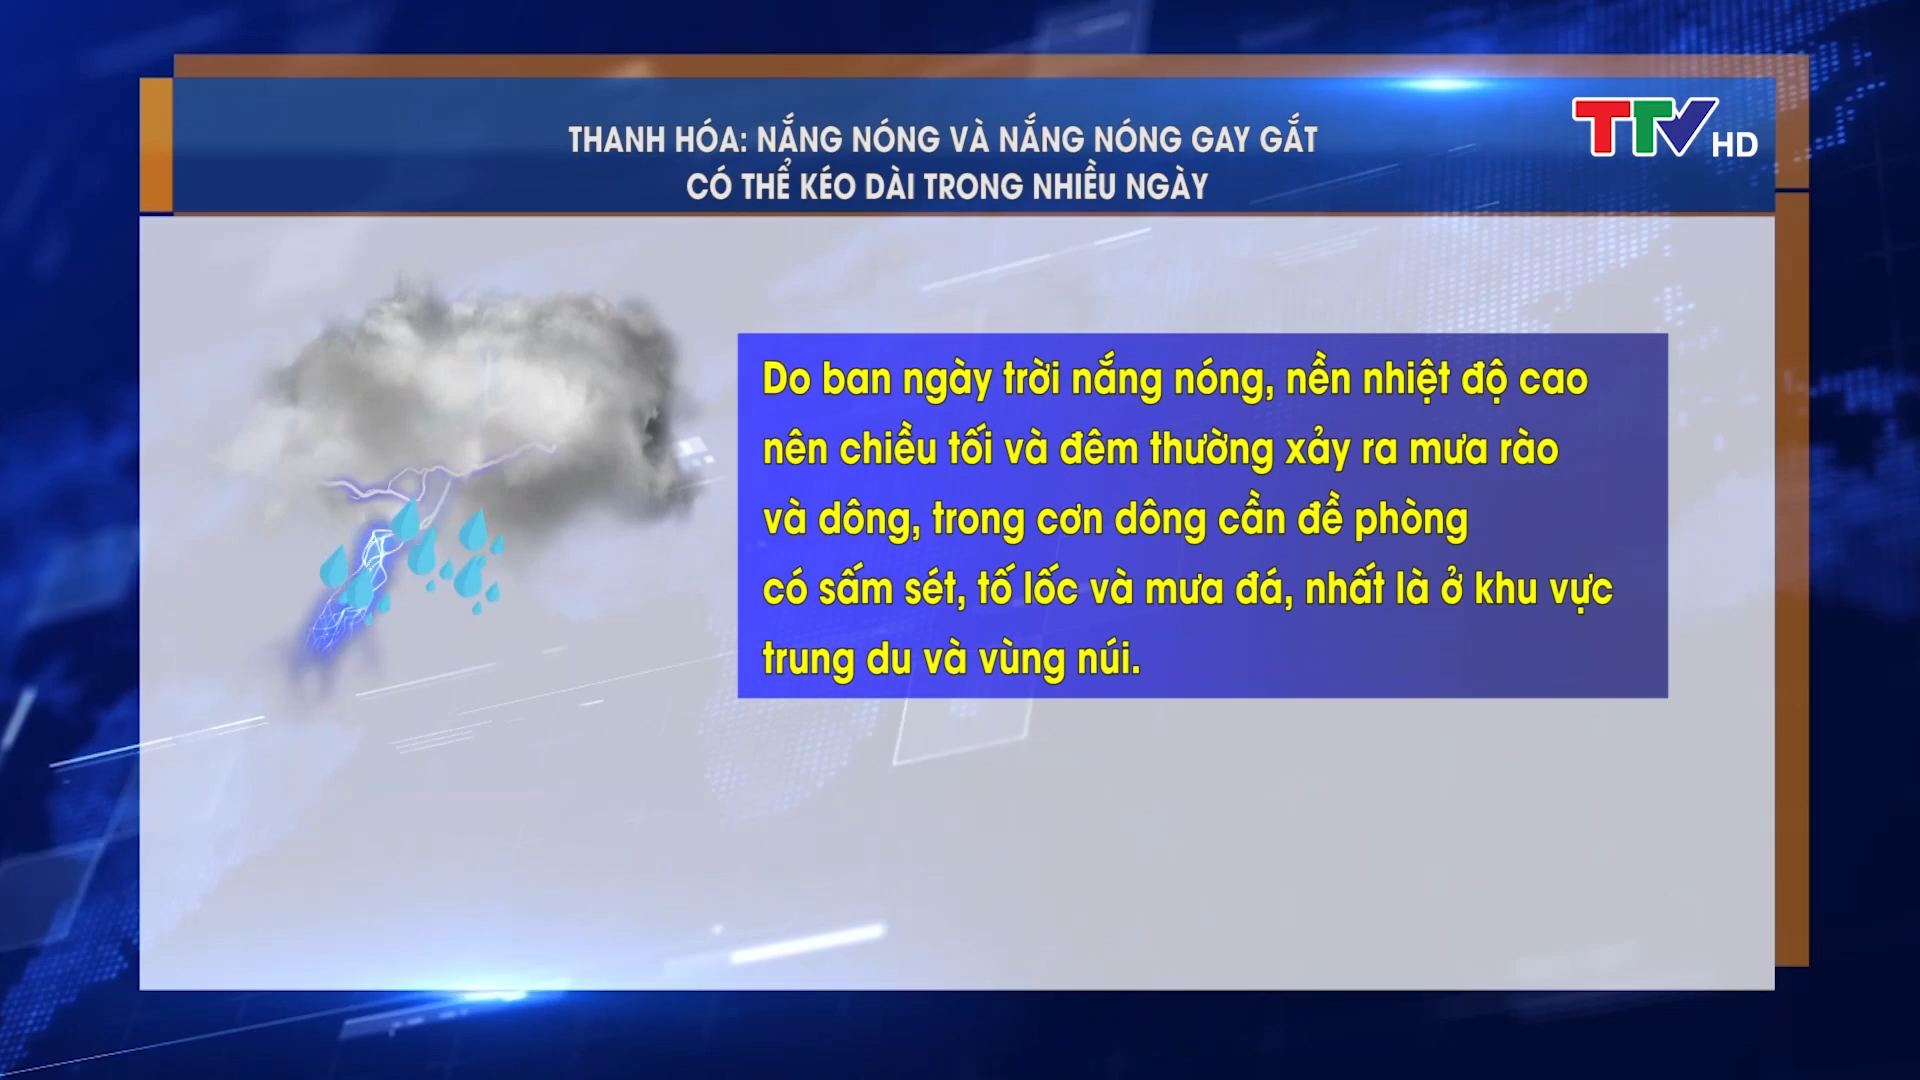 THANH HÓA: NẮNG NÓNG VÀ NẮNG NÓNG GAY GẮT
CÓ THỂ KÉO DÀI TRONG NHIỀU NGÀY
TTV HD
Do ban ngày trời nắng nóng, nền nhiệt độ cao
nên chiều tối và đêm thường xảy ra mưa rào
và dông, trong cơn dông cần đề phòng
có sấm sét, tố lốc và mưa đá, nhất là ở khu vực
trung du và vùng núi.